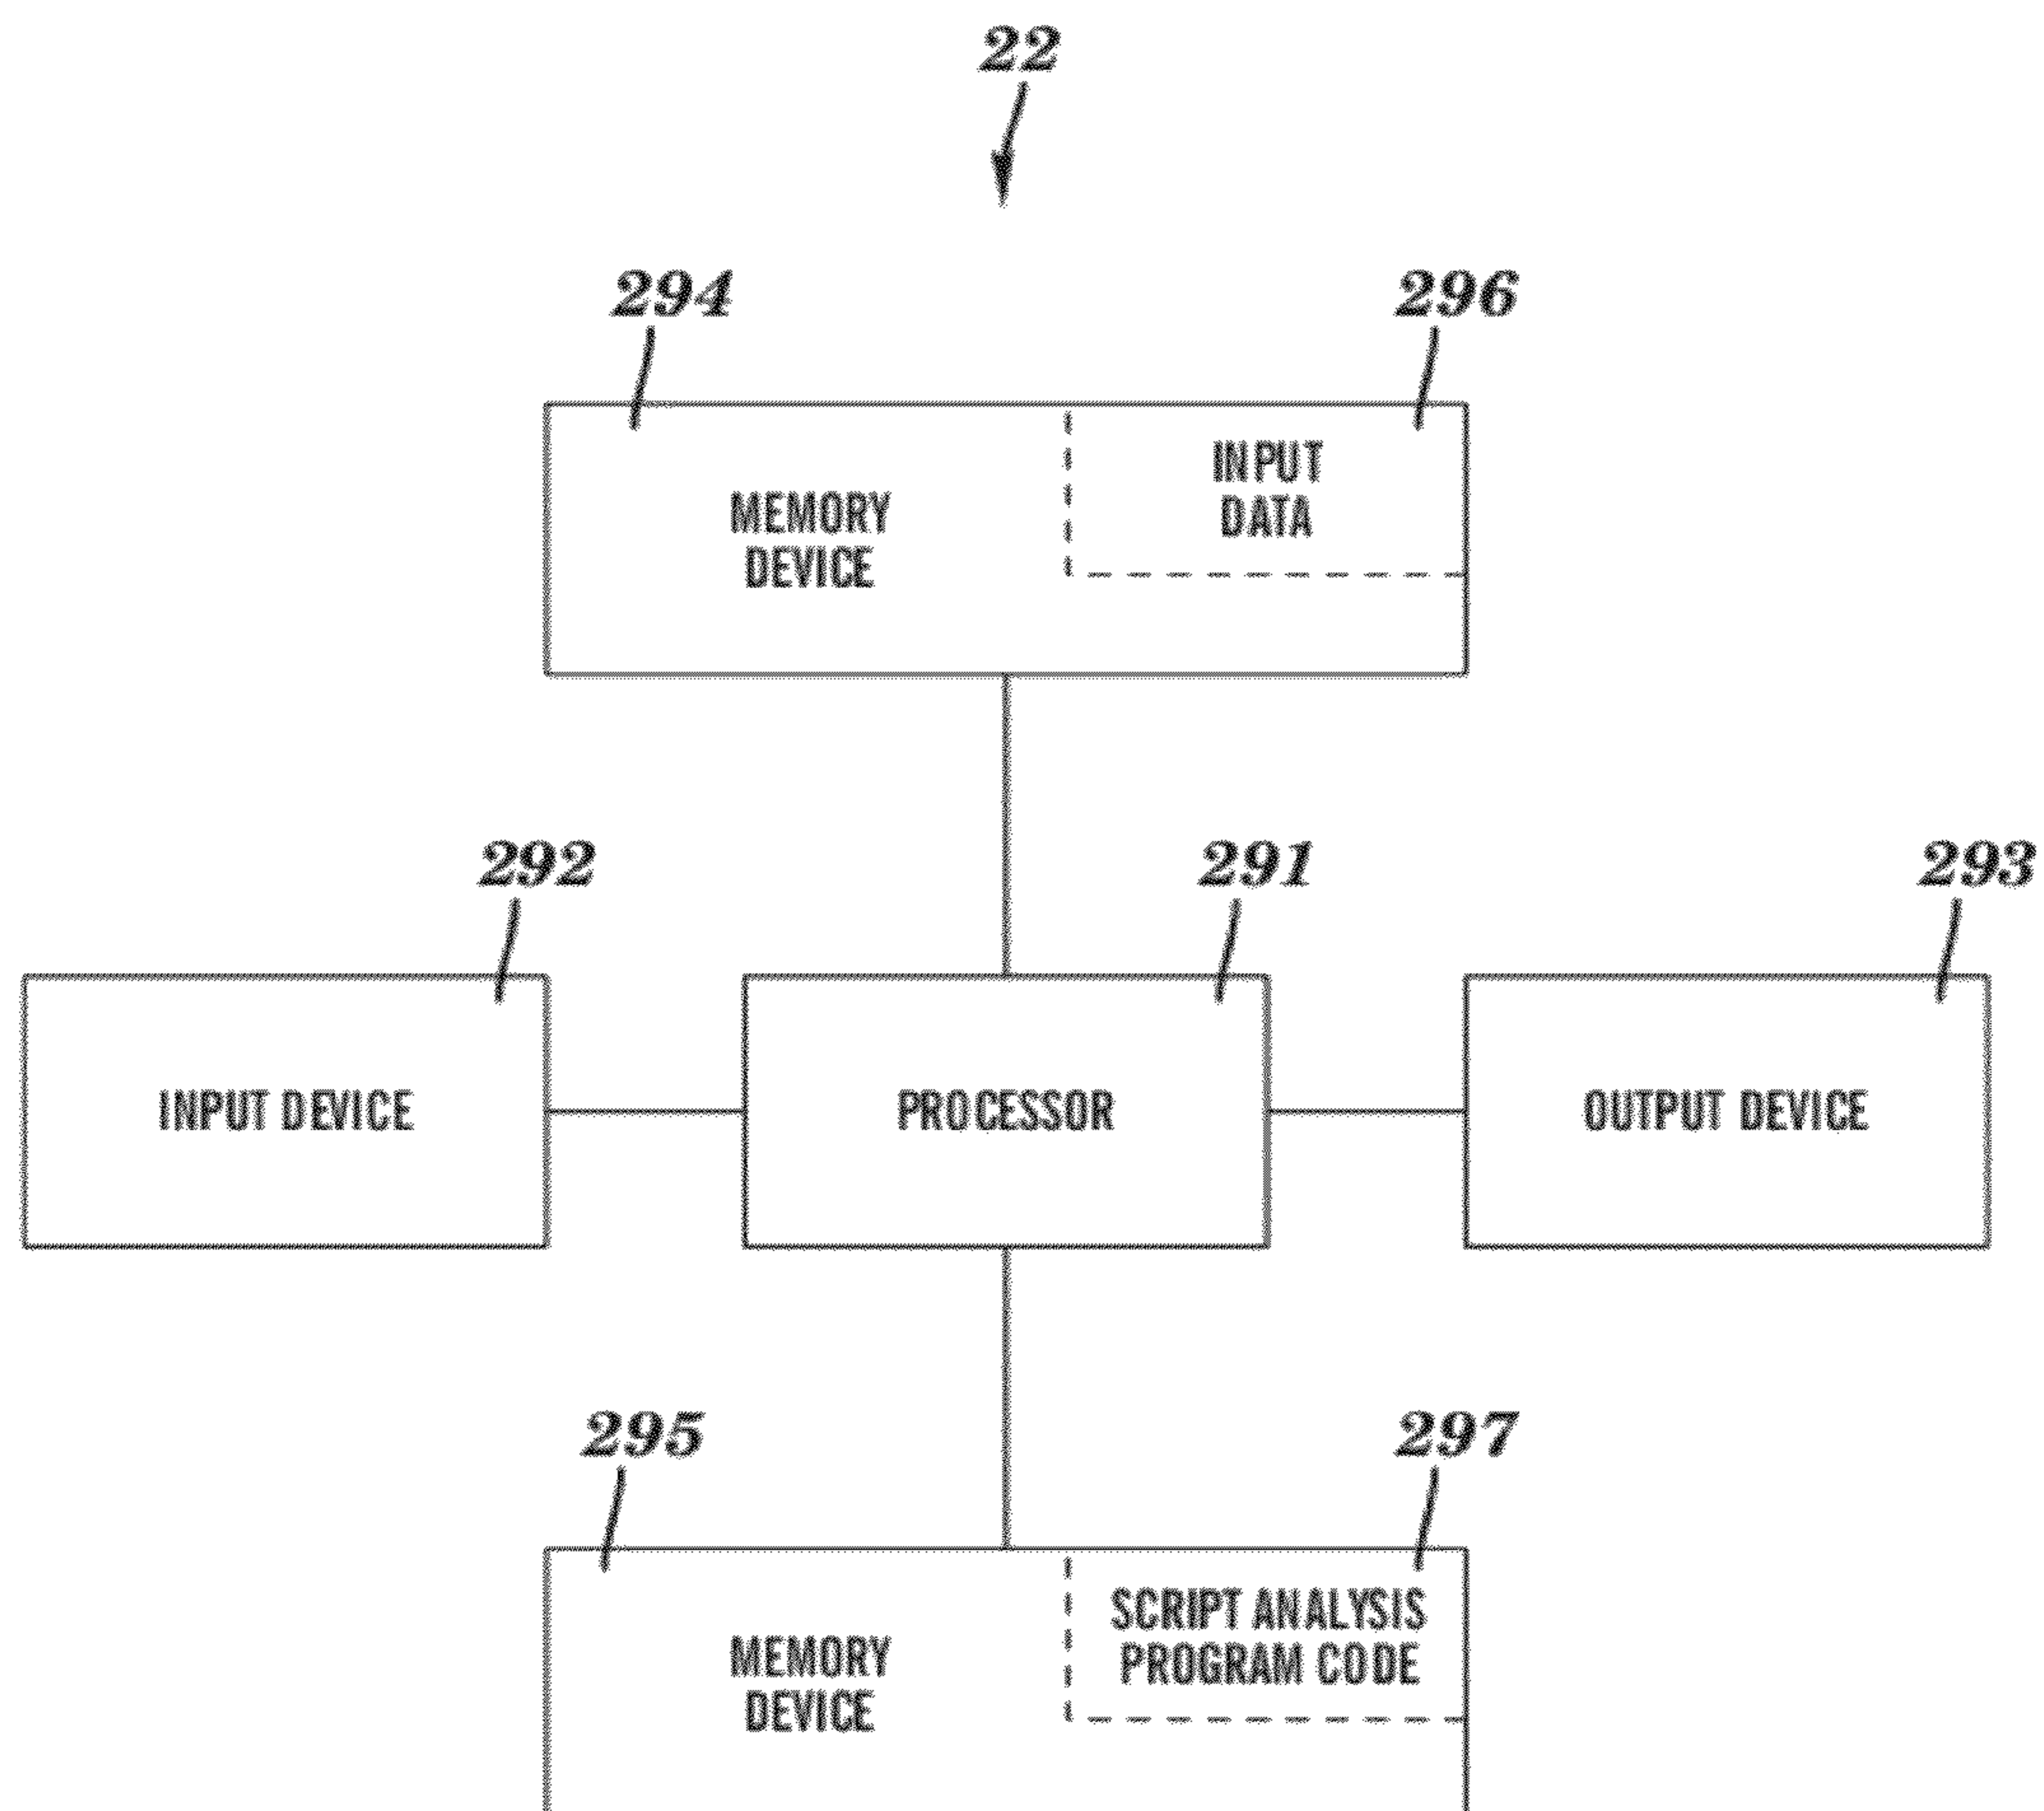 22
294
296
INPUT
DATA
MEMORY
DEVICE
292
291
293
INPUT DEVICE
PROCESSOR
OUTPUT DEVICE
295
297
SCRIPT ANALYSIS
PROGRAM CODE
MEMORY
DEVICE